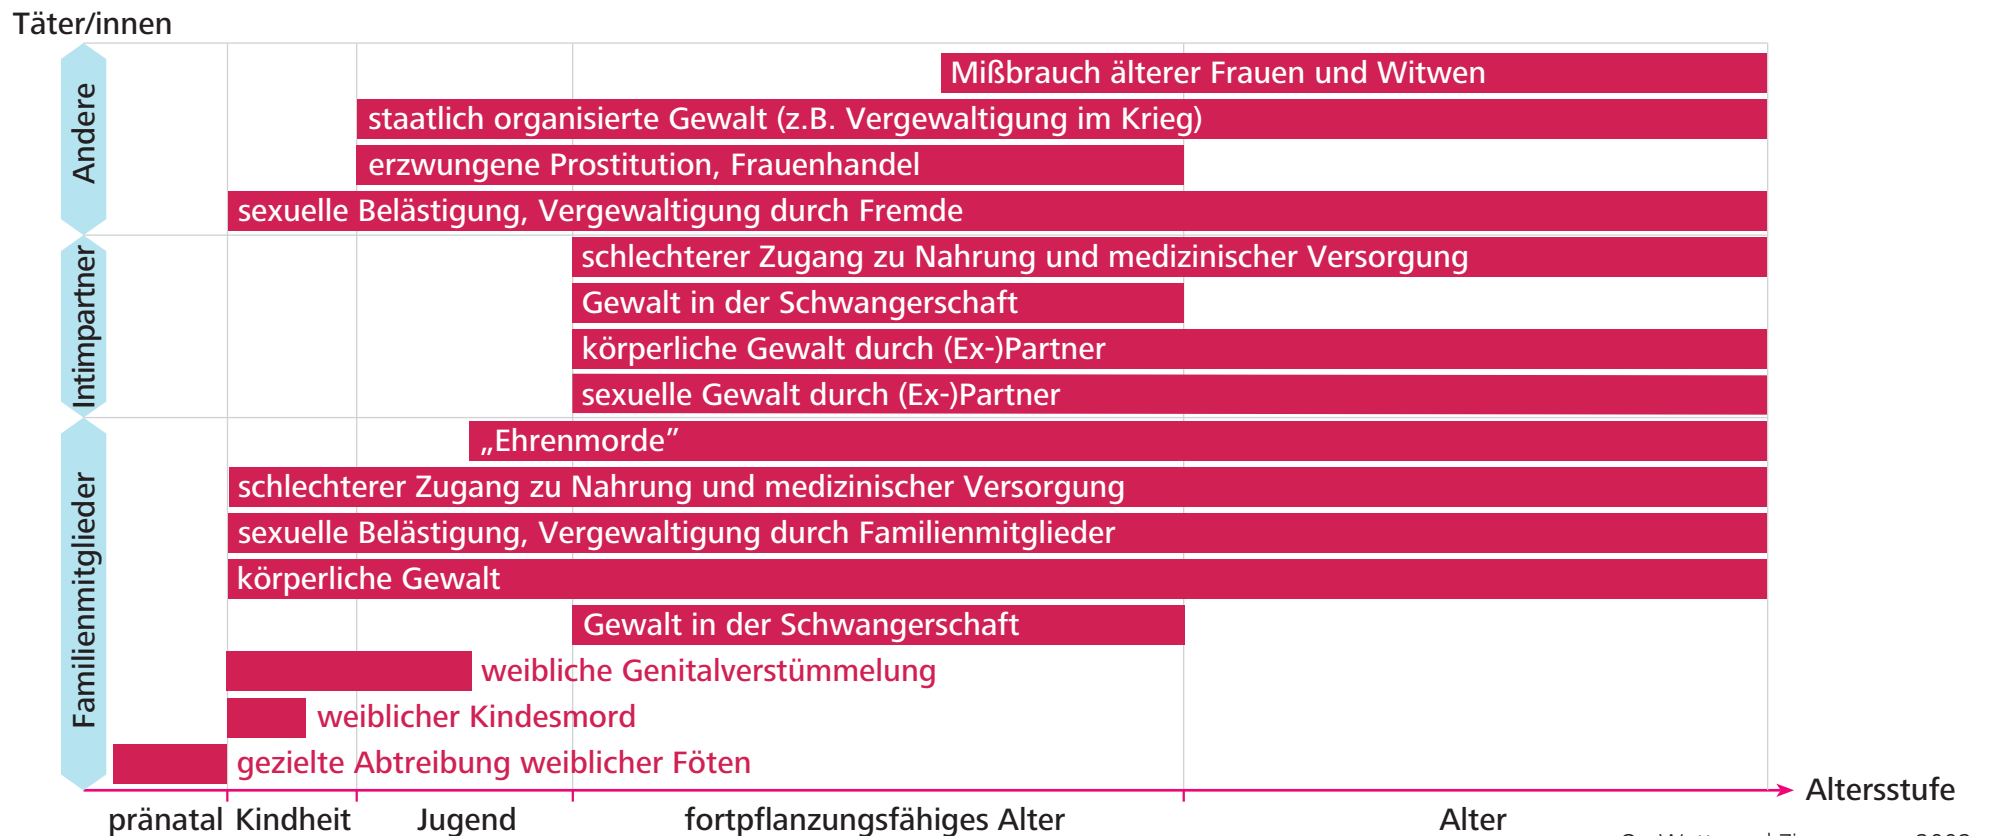 Täter/innen
Andere
Mißbrauch älterer Frauen und Witwen
staatlich organisierte Gewalt (z.B. Vergewaltigung im Krieg)
erzwungene Prostitution, Frauenhandel
sexuelle Belästigung, Vergewaltigung durch Fremde
Intimpartner
schlechterer Zugang zu Nahrung und medizinischer Versorgung
Gewalt in der Schwangerschaft
körperliche Gewalt durch (Ex-)Partner
sexuelle Gewalt durch (Ex-)Partner
Familienmitglieder
„Ehrenmorde”
schlechterer Zugang zu Nahrung und medizinischer Versorgung
sexuelle Belästigung, Vergewaltigung durch Familienmitglieder
körperliche Gewalt
Gewalt in der Schwangerschaft
weibliche Genitalverstümmelung
weiblicher Kindesmord
gezielte Abtreibung weiblicher Föten
Altersstufe
pränatal Kindheit Jugend fortpflanzungsfähiges Alter Alter